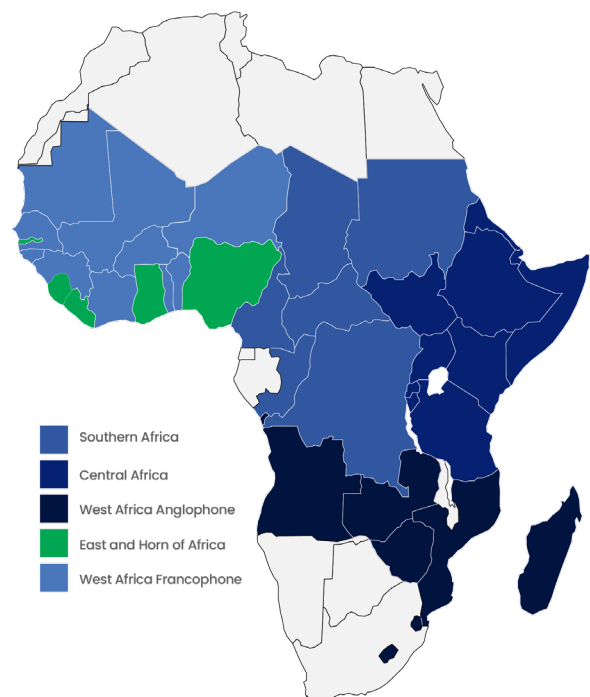 Southern Africa
Central Africa
West Africa Anglophone
East and Horn of Africa
West Africa Francophone